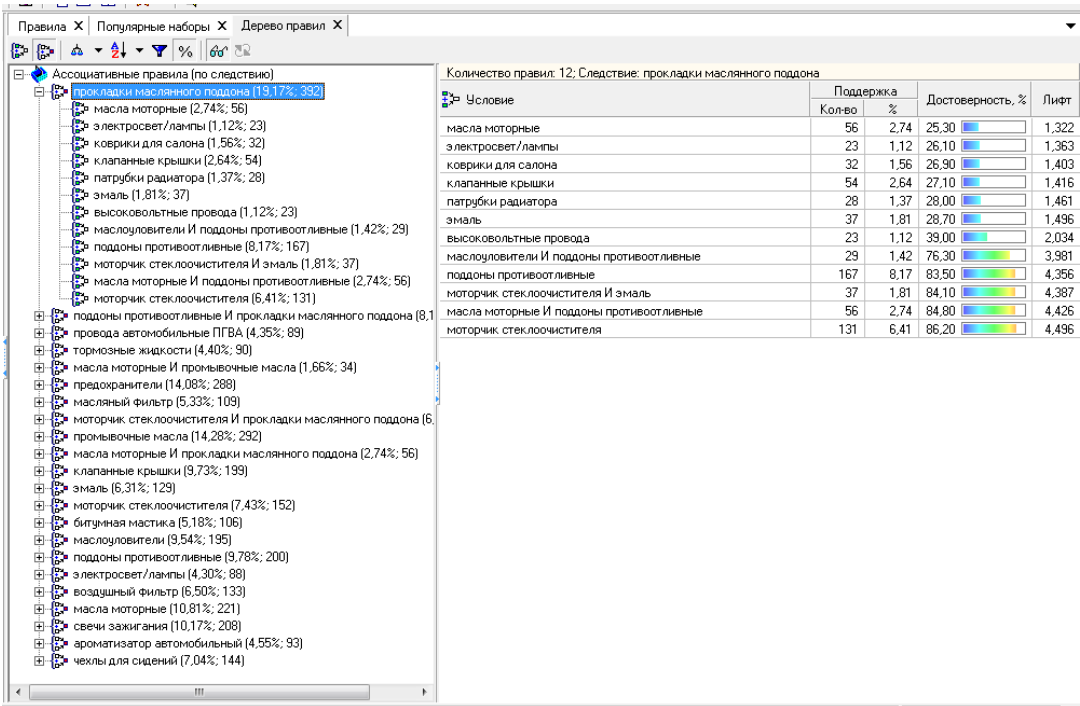 Правила X Популярные наборы X Дерево правил X
%
Ассоциативные правила (по следствию)
прокладки маслянного поддона (19,17%; 392)
масла моторные (2,74%; 56)
электросвет/лампы (1,12%; 23)
коврики для салона (1,56%; 32)
клапанные крышки (2,64%; 54)
патрубки радиатора (1,37%; 28)
эмаль (1,81%; 37)
высоковольтные провода (1,12%; 23)
маслоуловители И поддоны противоотливные (1,42%; 29)
поддоны противоотливные (8,17%; 167)
моторчик стеклоочистителя И эмаль (1,81%; 37)
масла моторные И поддоны противоотливные (2,74%; 56)
моторчик стеклоочистителя (6,41%; 131)
поддоны противоотливные И прокладки маслянного поддона (8,1
провода автомобильные ПГВА (4,35%; 89)
тормозные жидкости (4,40%; 90)
масла моторные И промывочные масла (1,66%; 34)
предохранители (14,08%; 288)
масляный фильтр (5,33%; 109)
моторчик стеклоочистителя И прокладки маслянного поддона (6,
промывочные масла (14,28%; 292)
масла моторные И прокладки маслянного поддона (2,74%; 56)
клапанные крышки (9,73%; 199)
эмаль (6,31%; 129)
моторчик стеклоочистителя (7,43%; 152)
битумная мастика (5,18%; 106)
маслоуловители (9,54%; 195)
поддоны противоотливные (9,78%; 200)
электросвет/лампы (4,30%; 88)
воздушный фильтр (6,50%; 133)
масла моторные (10,81%; 221)
свечи зажигания (10,17%; 208)
ароматизатор автомобильный (4,55%; 93)
чехлы для сидений (7,04%; 144)
Количество правил: 12; Следствие: прокладки маслянного поддона
Условие Поддержка Достоверность, % Лифт
Кол-во %
масла моторные 56 2,74 25,30 1,322
электросвет/лампы 23 1,12 26,10 1,363
коврики для салона 32 1,56 26,90 1,403
клапанные крышки 54 2,64 27,10 1,416
патрубки радиатора 28 1,37 28,00 1,461
эмаль 37 1,81 28,70 1,496
высоковольтные провода 23 1,12 39,00 2,034
маслоуловители И поддоны противоотливные 29 1,42 76,30 3,981
поддоны противоотливные 167 8,17 83,50 4,356
моторчик стеклоочистителя И эмаль 37 1,81 84,10 4,387
масла моторные И поддоны противоотливные 56 2,74 84,80 4,426
моторчик стеклоочистителя 131 6,41 86,20 4,496